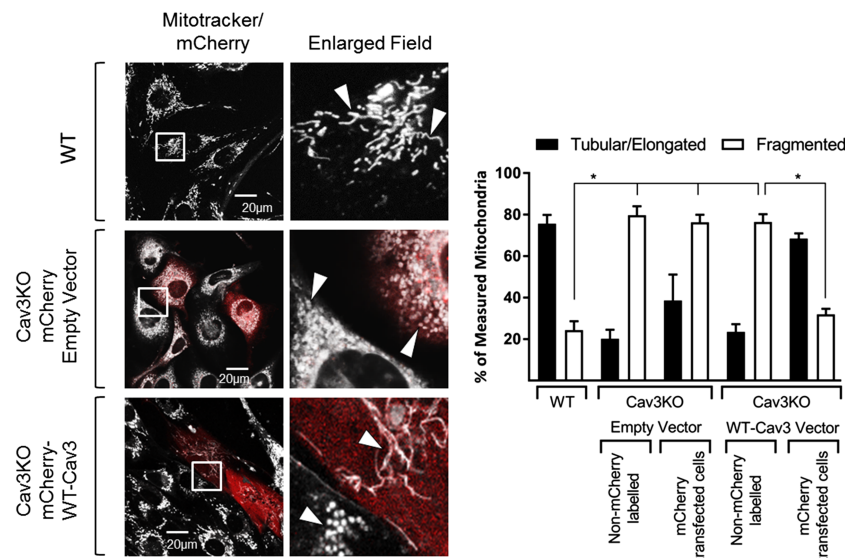 Mitotracker/
mCherry
Enlarged Field
WT
20µm
Cav3KO
mCherry
Empty Vector
20µm
Cav3KO
mCherry-
WT-Cav3
20µm
Tubular/Elongated
Fragmented
% of Measured Mitochondria
100
80
60
40
20
*
*
WT
Cav3KO
Cav3KO
Empty Vector
WT-Cav3 Vector
Non-mCherry
labelled
mCherry
transfected cells
Non-mCherry
labelled
mCherry
transfected cells